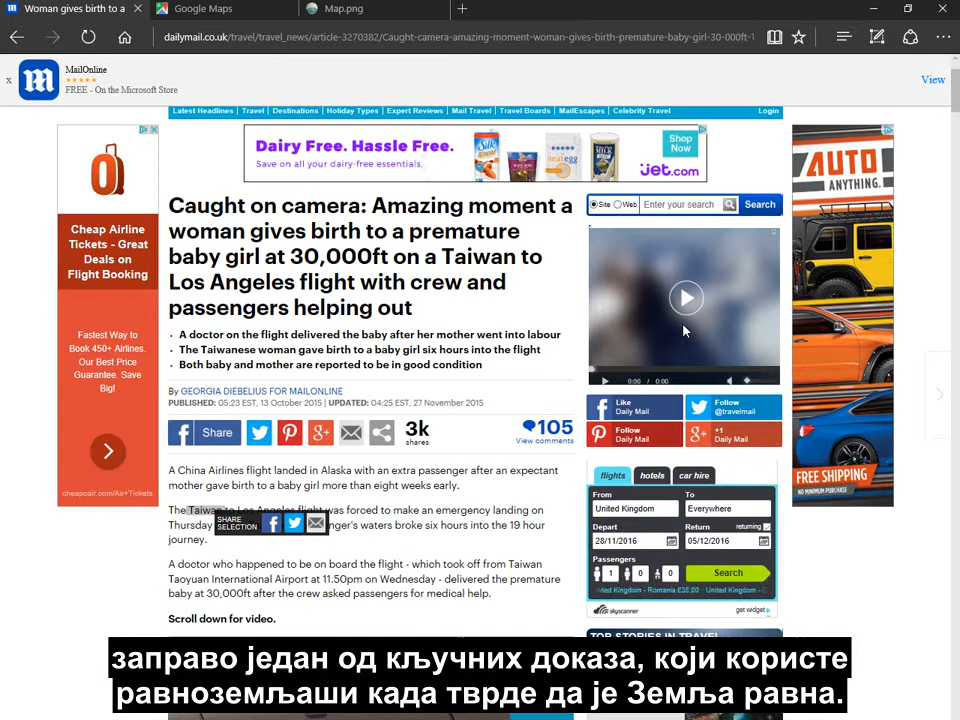 Woman gives birth to a
Google Maps
Map.png
dailymail.co.uk/travel/travel_news/article-3270382/Caught-camera-amazing-moment-woman-gives-birth-premature-baby-girl-30-000ft-
x
MailOnline
FREE - On the Microsoft Store
View
Latest Headlines | Travel | Destinations | Holiday Types | Expert Reviews | Mail Travel | Travel Boards | MailEscapes | Celebrity Travel
Login
Dairy Free. Hassle Free.
Save on all your dairy-free essentials.
MILK
Shop
Now
jet.com
Cheap Airline
Tickets - Great
Deals on
Flight Booking
Fastest Way to
Book 450+ Airlines.
Our Best Price
Guarantee. Save
Big!
cheapoair.com/Air+Tickets
Caught on camera: Amazing moment a
woman gives birth to a premature
baby girl at 30,000ft on a Taiwan to
Los Angeles flight with crew and
passengers helping out
• A doctor on the flight delivered the baby after her mother went into labour
• The Taiwanese woman gave birth to a baby girl six hours into the flight
• Both baby and mother are reported to be in good condition
By GEORGIA DIEBELIUS FOR MAILONLINE
PUBLISHED: 05:23 EST, 13 October 2015 | UPDATED: 04:25 EST, 27 November 2015
Share
3k
shares
105
View comments
A China Airlines flight landed in Alaska with an extra passenger after an expectant
mother gave birth to a baby girl more than eight weeks early.
The Taiwan to Los Angeles flight was forced to make an emergency landing on
Thursday
SHARE
SELECTION
nger's waters broke six hours into the 19 hour
journey.
A doctor who happened to be on board the flight - which took off from Taiwan
Taoyuan International Airport at 11.50pm on Wednesday - delivered the premature
baby at 30,000ft after the crew asked passengers for medical help.
Scroll down for video.
Site
Web
Enter your search
Search
0:00 / 0:00
Like
Daily Mail
Follow
@travelmail
Follow
Daily Mail
+1
Daily Mail
flights
hotels
car hire
From
To
United Kingdom
Everywhere
Depart
Return
returning
28/11/2016
05/12/2016
Passengers
1
0
0
Search
United Kingdom - Romania £38.00
skyscanner
get widget
TOP STORIES IN TRAVEL
AUTO
ANYTHING.
FREE SHIPPING
NO MINIMUM PURCHASE
заправо један од кључних доказа, који користе
равноземљаши када тврде да је Земља равна.